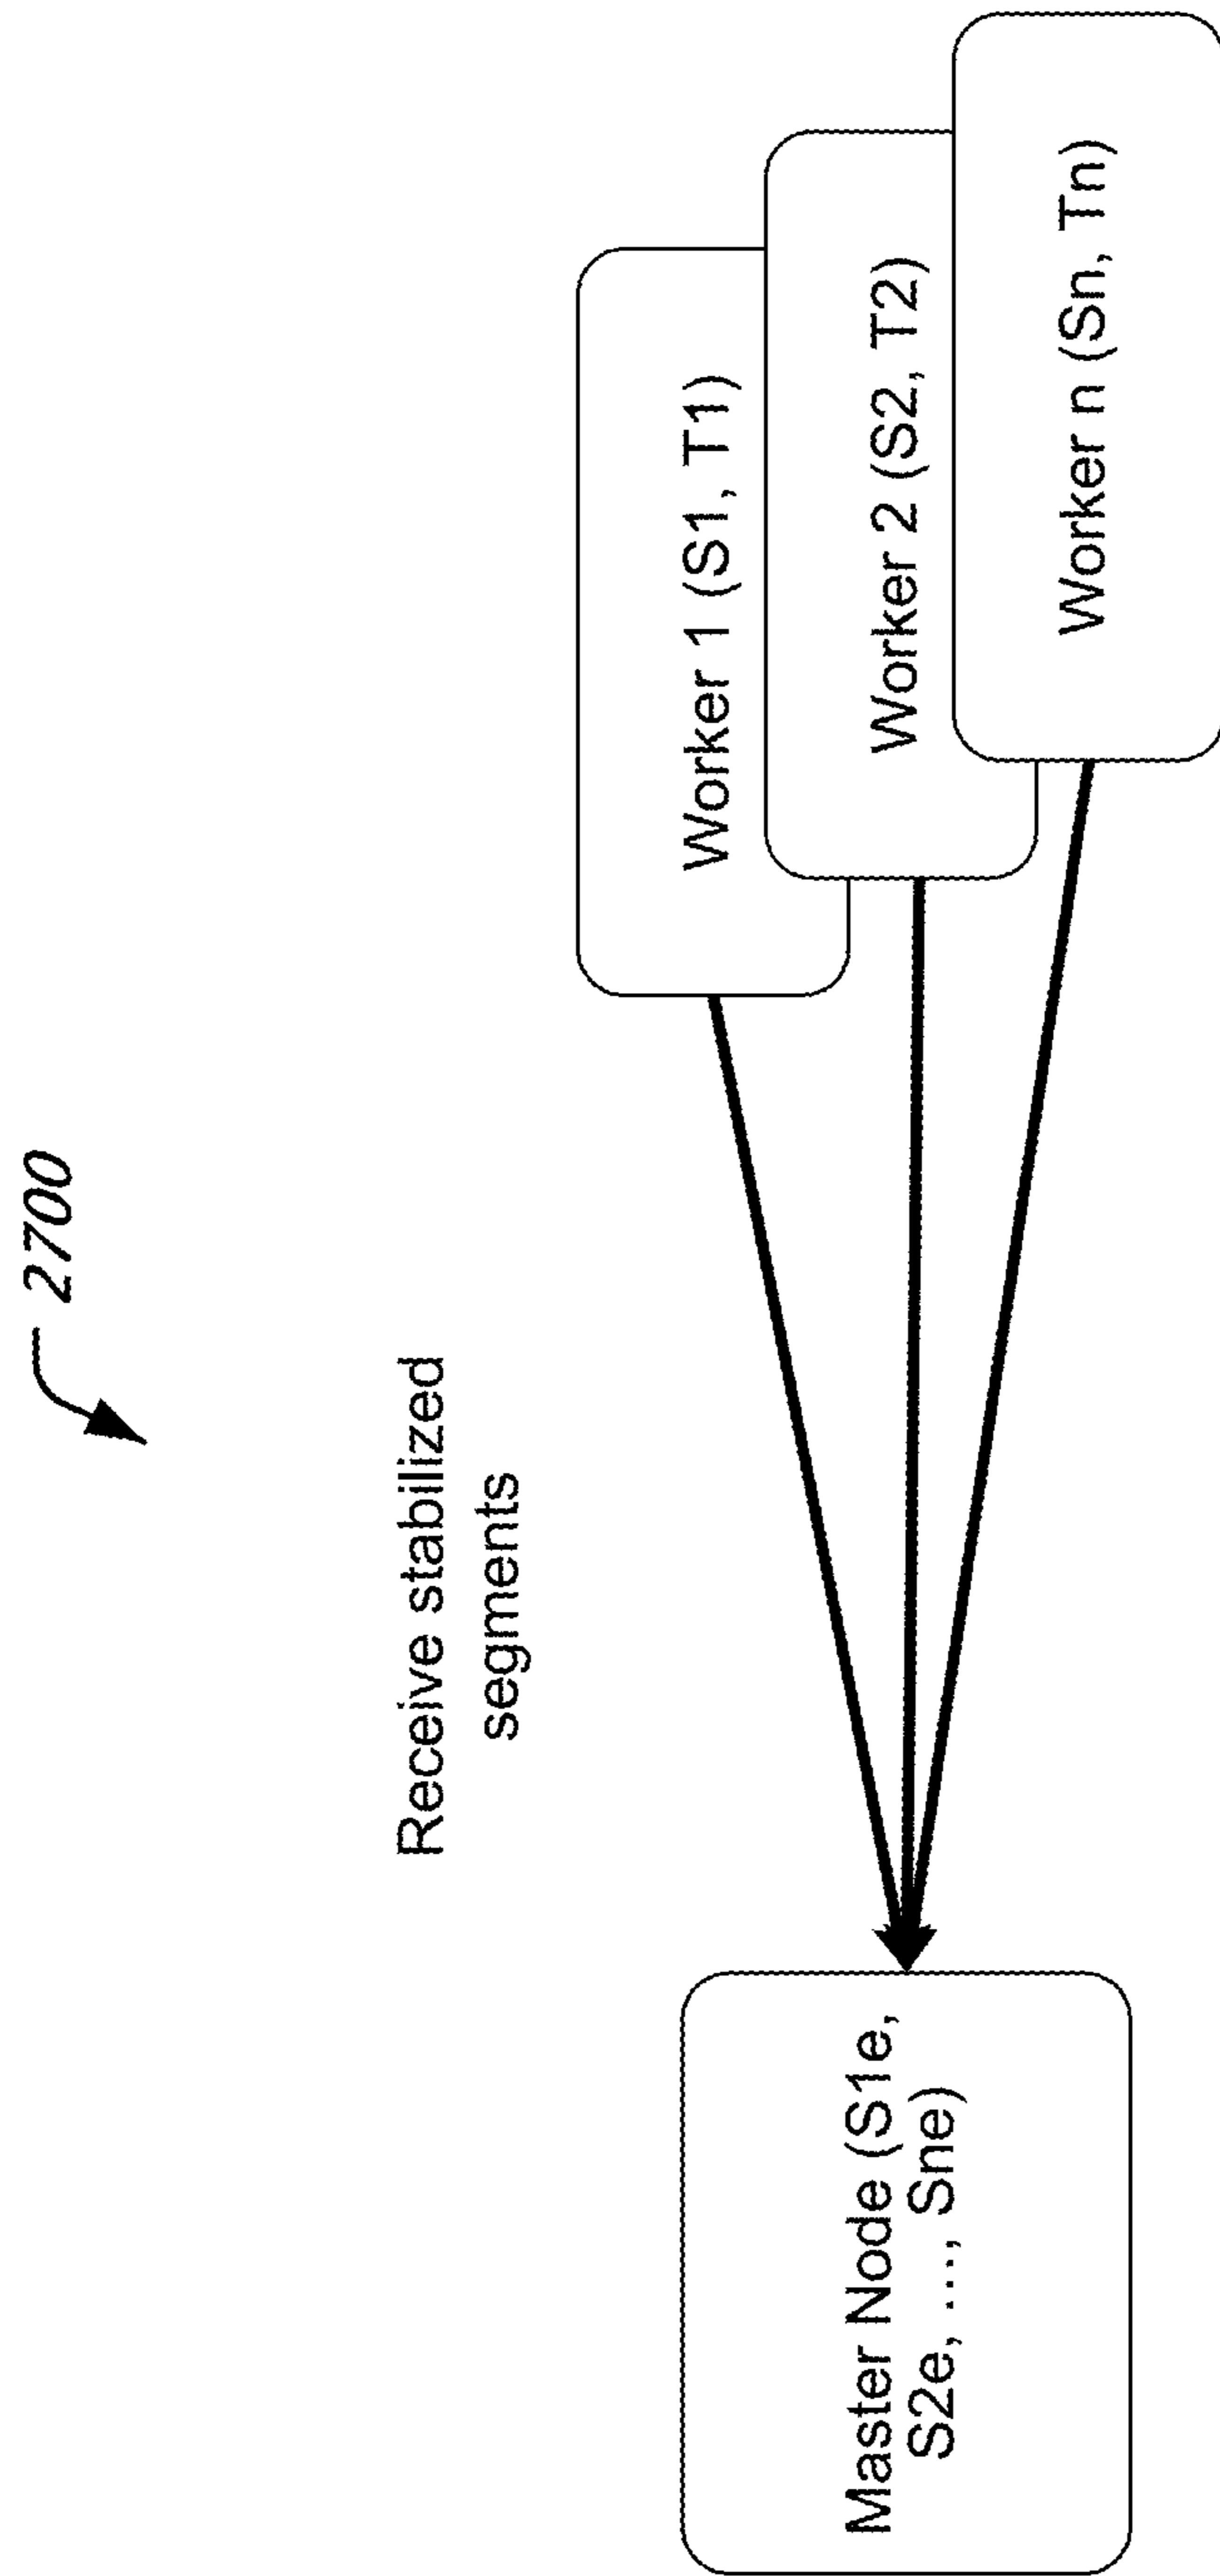 2700
Receive stabilized
segments
Worker 1 (S1, T1)
Worker 2 (S2, T2)
Worker n (Sn, Tn)
Master Node (S1e,
S2e, ..., Sne)